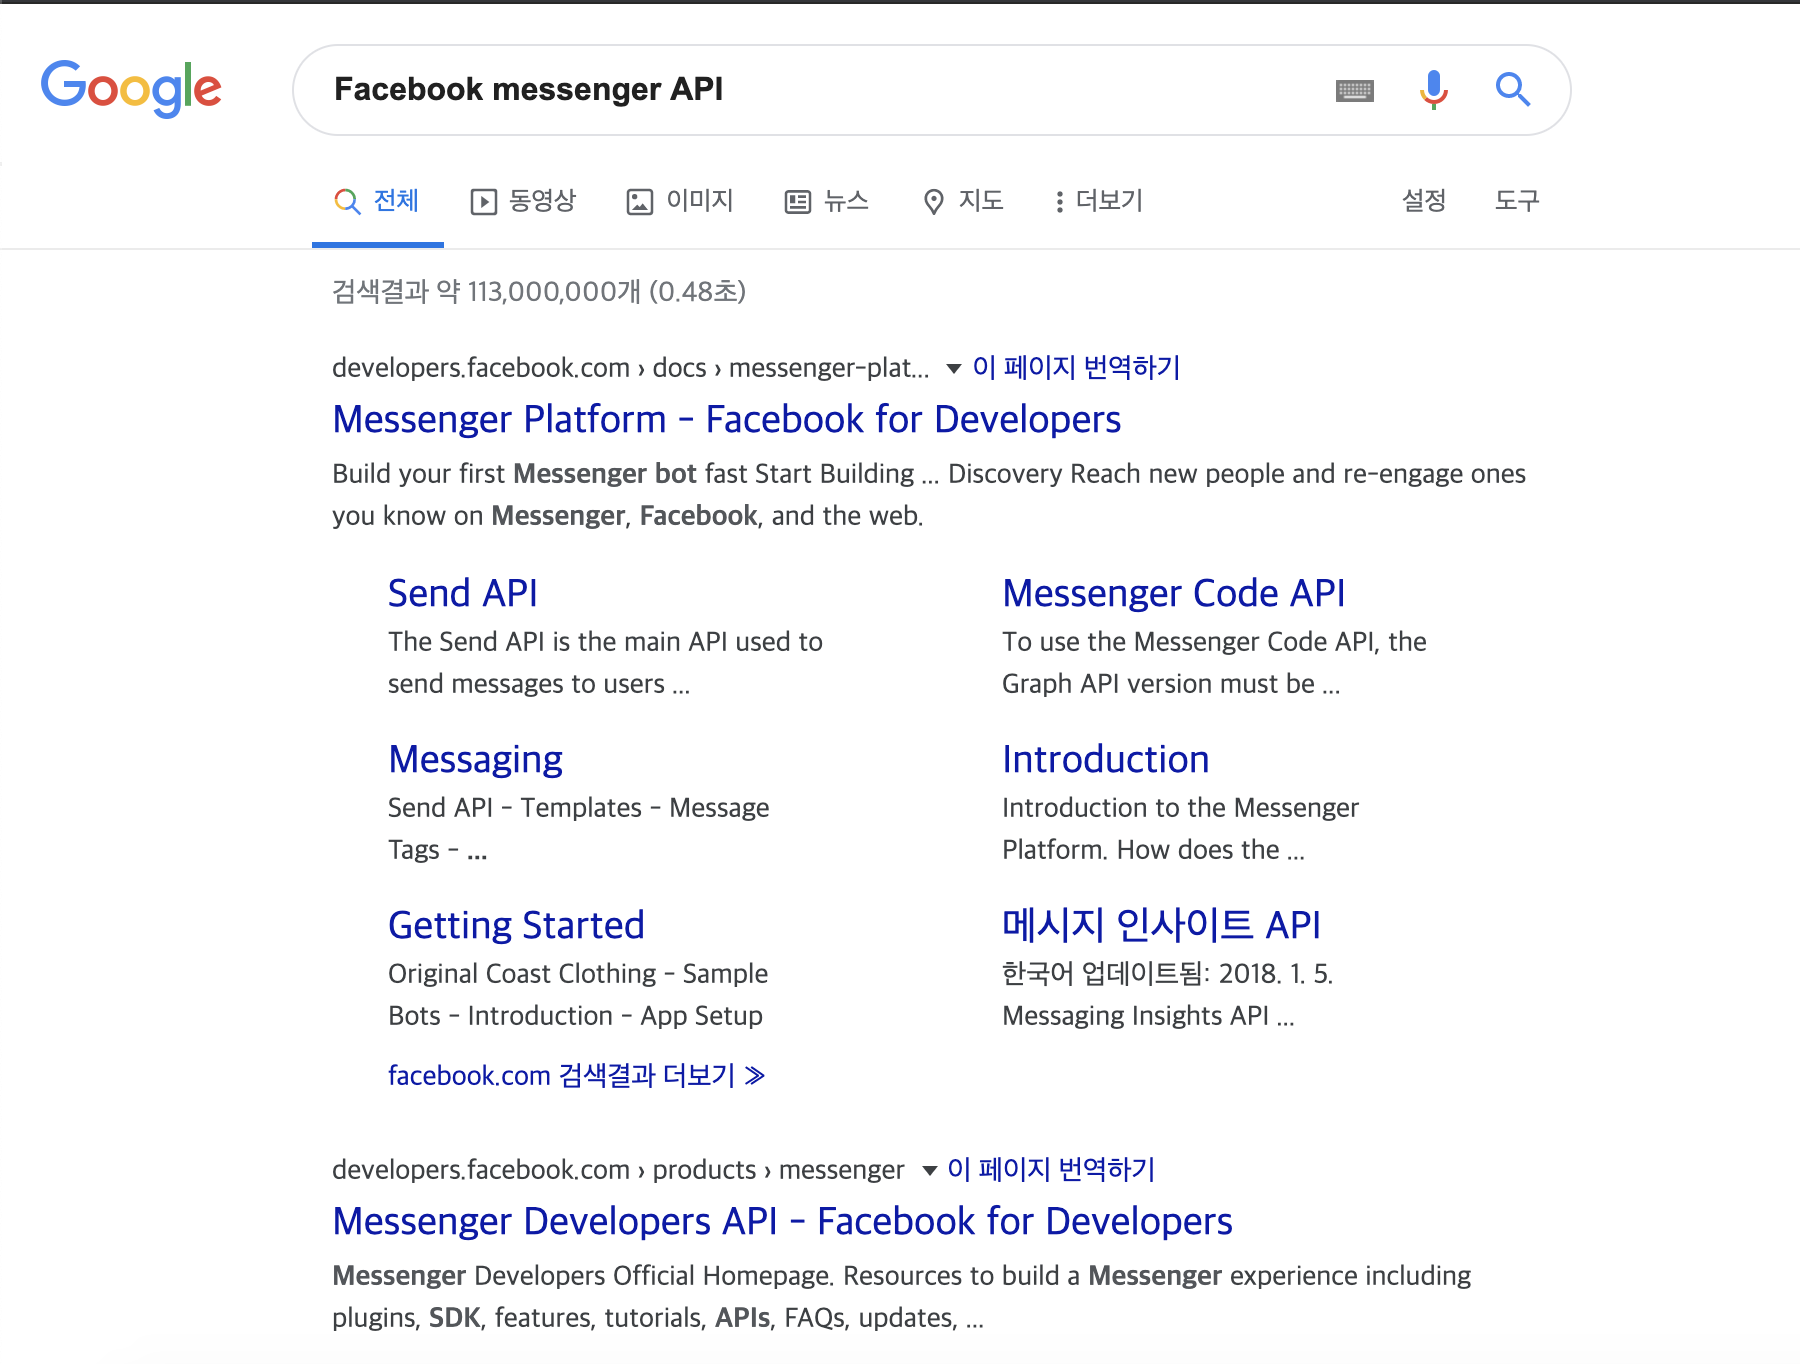 Google
Facebook messenger API
전체 동영상 이미지 뉴스 지도 더보기 설정 도구
검색결과 약 113,000,000개 (0.48초)
developers.facebook.com › docs › messenger-plat... 이 페이지 번역하기
Messenger Platform - Facebook for Developers
Build your first Messenger bot fast Start Building ... Discovery Reach new people and re-engage ones
you know on Messenger, Facebook, and the web.
Send API
The Send API is the main API used to
send messages to users ...
Messenger Code API
To use the Messenger Code API, the
Graph API version must be ...
Messaging
Send API - Templates - Message
Tags - ...
Introduction
Introduction to the Messenger
Platform. How does the ...
Getting Started
Original Coast Clothing - Sample
Bots - Introduction - App Setup
메시지 인사이트 API
한국어 업데이트됨: 2018. 1. 5.
Messaging Insights API ...
facebook.com 검색결과 더보기 ≫
developers.facebook.com › products › messenger 이 페이지 번역하기
Messenger Developers API - Facebook for Developers
Messenger Developers Official Homepage. Resources to build a Messenger experience including
plugins, SDK, features, tutorials, APIs, FAQs, updates, ...